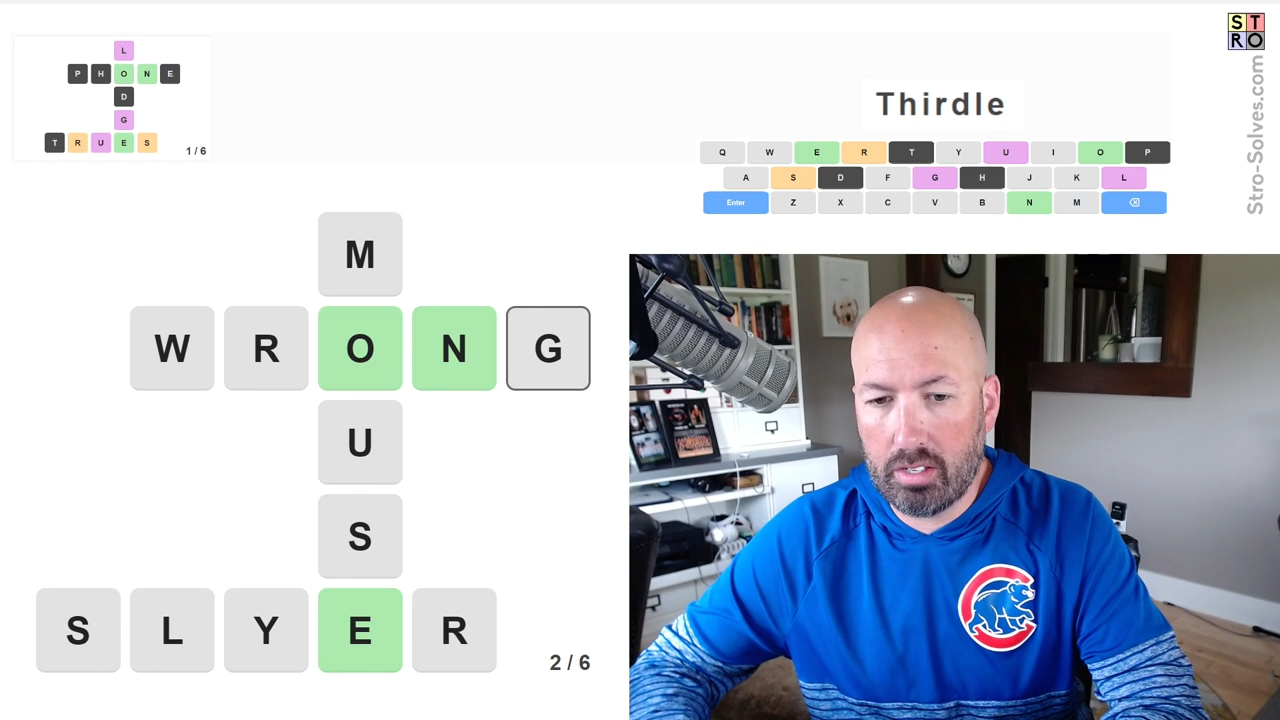 L
P H O N E
D
G
T R U E S
1 / 6
S T
R O
Stro-Solves.com
Thirdle
Q W E R T Y U I O P
A S D F G H J K L
Enter Z X C V B N M
M
W R O N G
U
S
S L Y E R
2 / 6